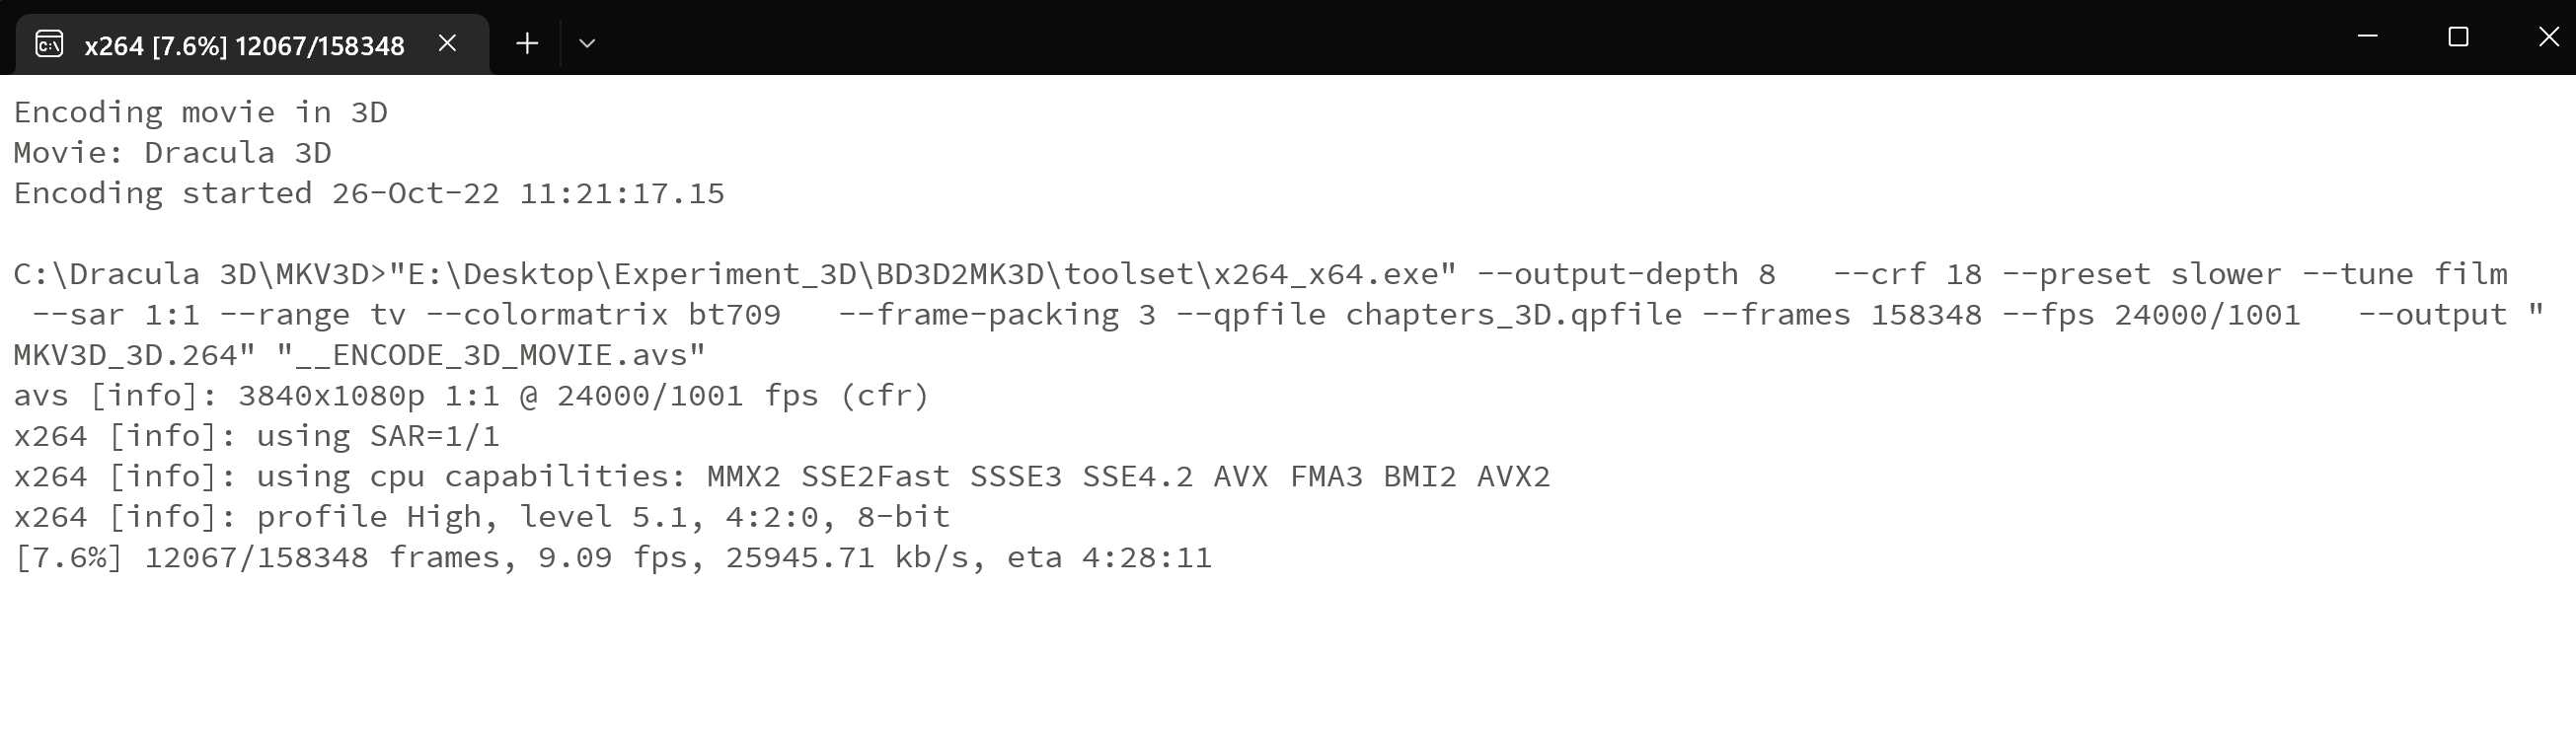 x264 [7.6%] 12067/158348
Encoding movie in 3D
Movie: Dracula 3D
Encoding started 26-Oct-22 11:21:17.15
C:\Dracula 3D\MKV3D>"E:\Desktop\Experiment_3D\BD3D2MK3D\toolset\x264_x64.exe" --output-depth 8   --crf 18 --preset slower --tune film
 --sar 1:1 --range tv --colormatrix bt709   --frame-packing 3 --qpfile chapters_3D.qpfile --frames 158348 --fps 24000/1001   --output "
MKV3D_3D.264" "__ENCODE_3D_MOVIE.avs"
avs [info]: 3840x1080p 1:1 @ 24000/1001 fps (cfr)
x264 [info]: using SAR=1/1
x264 [info]: using cpu capabilities: MMX2 SSE2Fast SSSE3 SSE4.2 AVX FMA3 BMI2 AVX2
x264 [info]: profile High, level 5.1, 4:2:0, 8-bit
[7.6%] 12067/158348 frames, 9.09 fps, 25945.71 kb/s, eta 4:28:11